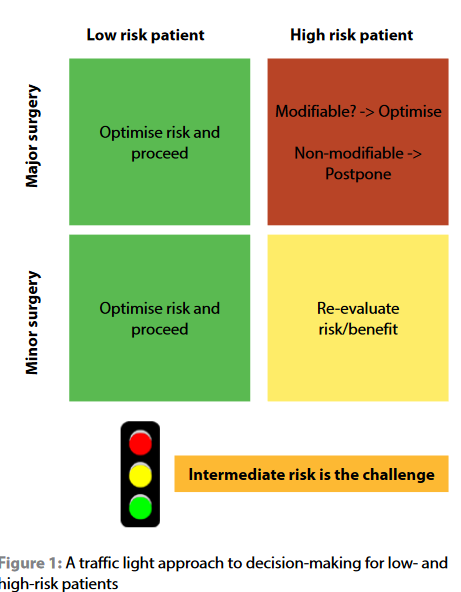 Low risk patient
High risk patient
Major surgery
Optimise risk and
proceed
Modifiable? -> Optimise
Non-modifiable ->
Postpone
Minor surgery
Optimise risk and
proceed
Re-evaluate
risk/benefit
Intermediate risk is the challenge
Figure 1: A traffic light approach to decision-making for low- and
high-risk patients